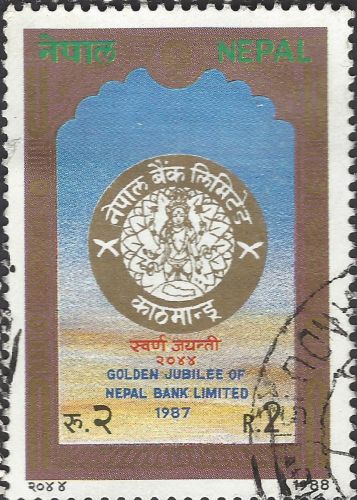 नेपाल NEPAL
नेपाल बैंक लिमिटेड
काठमान्डू
स्वर्ण जयन्ती
२०४४
GOLDEN JUBILEE OF
NEPAL BANK LIMITED
1987
रू.२ R.2
२०४४ 1988